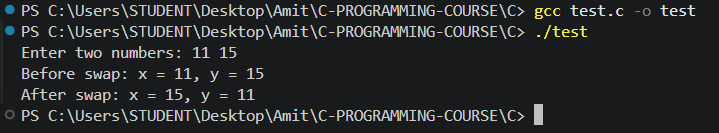 PS C:\Users\STUDENT\Desktop\Amit\C-PROGRAMMING-COURSE\C> gcc test.c -o test
PS C:\Users\STUDENT\Desktop\Amit\C-PROGRAMMING-COURSE\C> ./test
Enter two numbers: 11 15
Before swap: x = 11, y = 15
After swap: x = 15, y = 11
PS C:\Users\STUDENT\Desktop\Amit\C-PROGRAMMING-COURSE\C>